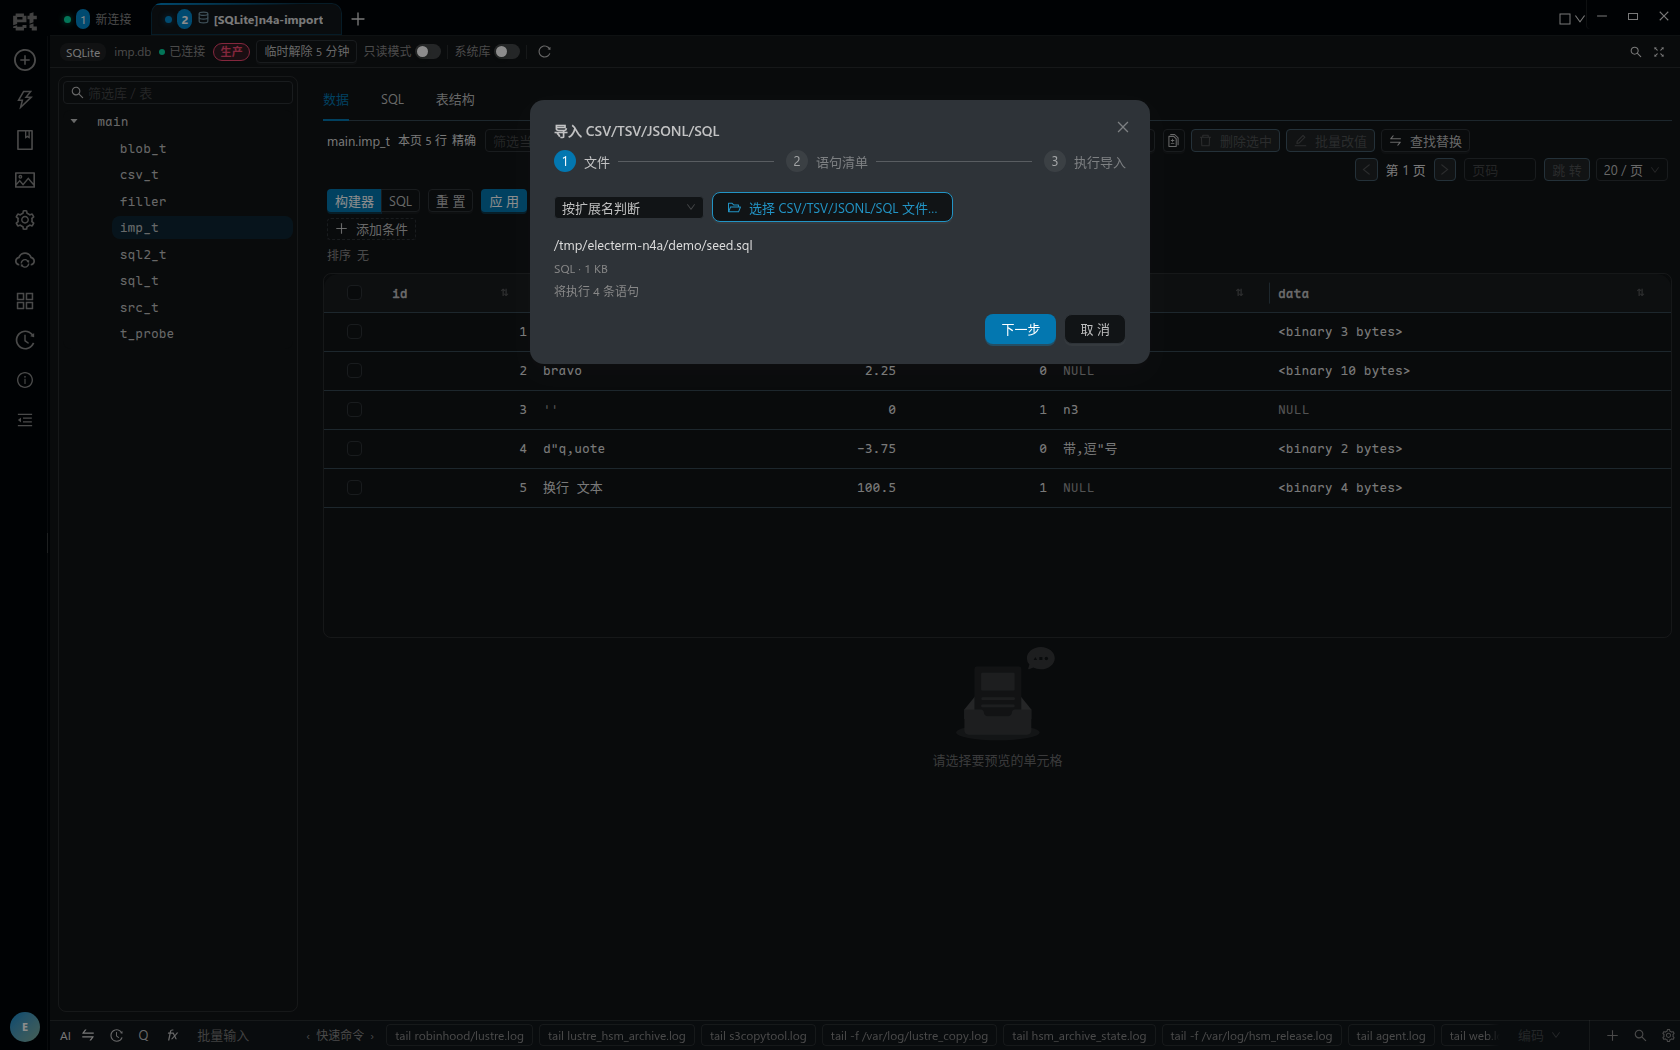 et
1 新连接
2 [SQLite]n4a-import
SQLite imp.db 已连接 生产 临时解除 5 分钟 只读模式 系统库
筛选库 / 表
main
blob_t
csv_t
filler
imp_t
sql2_t
sql_t
src_t
t_probe
数据 SQL 表结构
main.imp_t 本页 5 行 精确 筛选当
删除选中 批量改值 查找替换
第 1 页 页码 跳 转 20 / 页
构建器 SQL 重 置 应 用
添加条件
排序 无
导入 CSV/TSV/JSONL/SQL
1 文件 2 语句清单 3 执行导入
按扩展名判断 选择 CSV/TSV/JSONL/SQL 文件...
/tmp/electerm-n4a/demo/seed.sql
SQL · 1 KB
将执行 4 条语句
下一步 取 消
id data
1 <binary 3 bytes>
2 bravo 2.25 0 NULL <binary 10 bytes>
3 '' 0 1 n3 NULL
4 d"q,uote -3.75 0 带,逗"号 <binary 2 bytes>
5 换行 文本 100.5 1 NULL <binary 4 bytes>
请选择要预览的单元格
E
AI Q fx 批量输入 ‹ 快速命令 › tail robinhood/lustre.log tail lustre_hsm_archive.log tail s3copytool.log tail -f /var/log/lustre_copy.log tail hsm_archive_state.log tail -f /var/log/hsm_release.log tail agent.log tail web. 编码